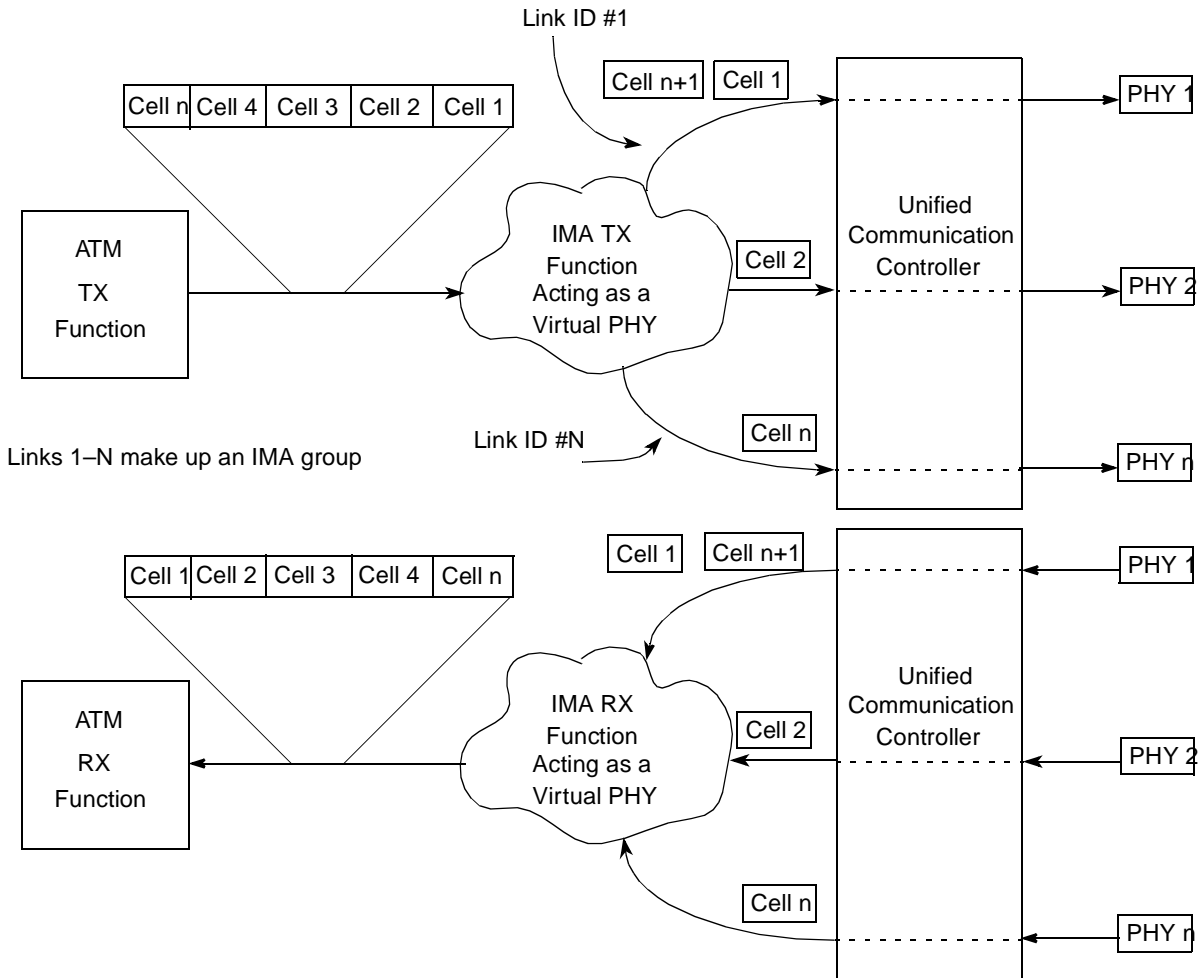 Link ID #1
Cell n+1 Cell 1
PHY 1
Cell n Cell 4 Cell 3 Cell 2 Cell 1
ATM
TX
Function
IMA TX
Function
Acting as a
Virtual PHY
Cell 2
Unified
Communication
Controller
PHY 2
Link ID #N
Cell n
PHY n
Links 1–N make up an IMA group
Cell 1 Cell n+1
PHY 1
Cell 1 Cell 2 Cell 3 Cell 4 Cell n
ATM
RX
Function
IMA RX
Function
Acting as a
Virtual PHY
Cell 2
Unified
Communication
Controller
PHY 2
Cell n
PHY n